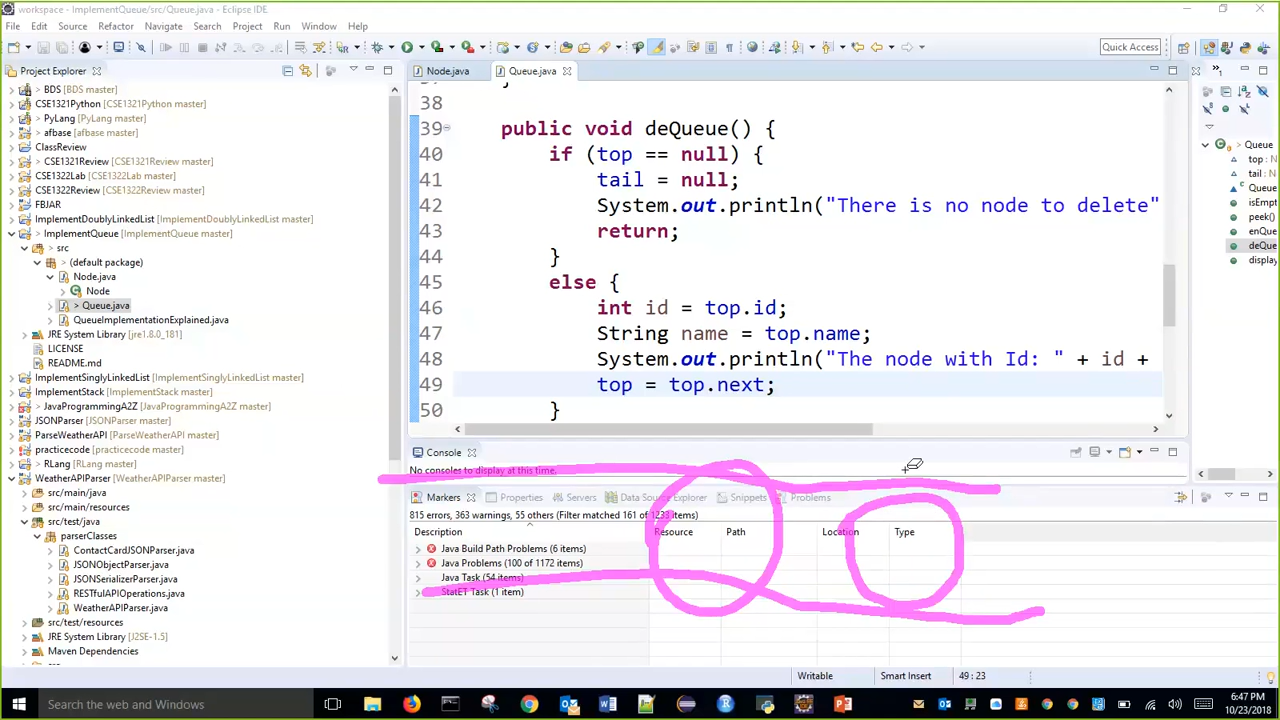 workspace - ImplementQueue/src/Queue.java - Eclipse IDE
File Edit Source Refactor Navigate Search Project Run Window Help
Quick Access
Project Explorer
> BDS [BDS master]
CSE1321Python [CSE1321Python master]
> PyLang [PyLang master]
> afbase [afbase master]
ClassReview
> CSE1321Review [CSE1321Review master]
CSE1322Lab [CSE1322Lab master]
CSE1322Review [CSE1322Review master]
FBJAR
ImplementDoublyLinkedList [ImplementDoublyLinkedList master]
> ImplementQueue [ImplementQueue master]
> src
> (default package)
Node.java
Node
> Queue.java
QueueImplementationExplained.java
JRE System Library [jre1.8.0_181]
LICENSE
README.md
ImplementSinglyLinkedList [ImplementSinglyLinkedList master]
ImplementStack [ImplementStack master]
> JavaProgrammingA2Z [JavaProgrammingA2Z master]
JSONParser [JSONParser master]
ParseWeatherAPI [ParseWeatherAPI master]
practicecode [practicecode master]
> RLang [RLang master]
WeatherAPIParser [WeatherAPIParser master]
src/main/java
src/main/resources
src/test/java
parserClasses
ContactCardJSONParser.java
JSONObjectParser.java
JSONSerializerParser.java
RESTfulAPIOperations.java
WeatherAPIParser.java
src/test/resources
JRE System Library [J2SE-1.5]
Maven Dependencies
Node.java Queue.java
38
39 public void deQueue() {
40 if (top == null) {
41 tail = null;
42 System.out.println("There is no node to delete"
43 return;
44 }
45 else {
46 int id = top.id;
47 String name = top.name;
48 System.out.println("The node with Id: " + id +
49 top = top.next;
50 }
Queue
top :
tail :
Queue
isEmp
peek()
enQu
deQu
display
Console
No consoles to display at this time.
Markers Properties Servers Data Source Explorer Snippets Problems
815 errors, 363 warnings, 55 others (Filter matched 161 of 1233 items)
Description Resource Path Location Type
Java Build Path Problems (6 items)
Java Problems (100 of 1172 items)
Java Task (54 items)
StatET Task (1 item)
Writable Smart Insert 49 : 23
Search the web and Windows
6:47 PM
10/23/2018